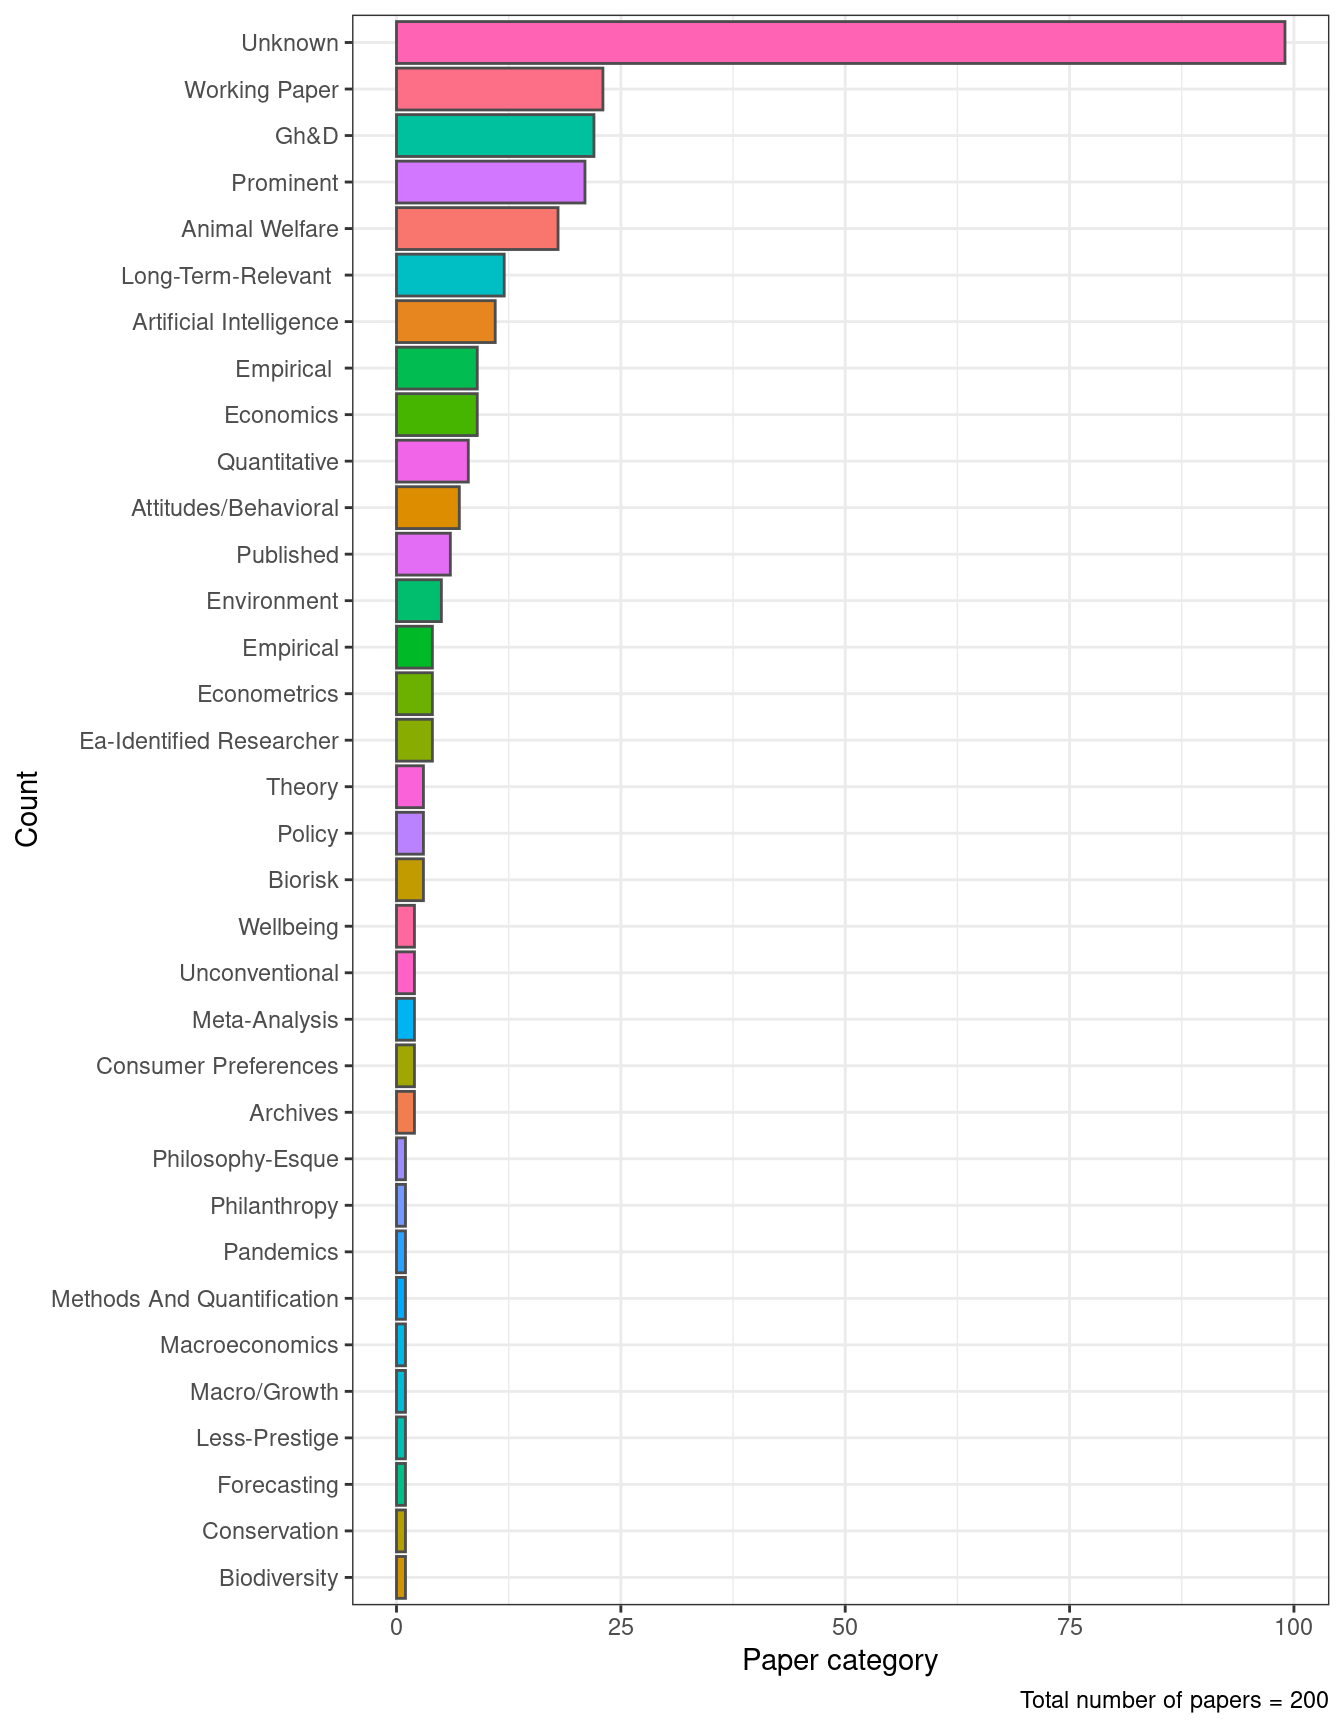 Unknown
Working Paper
Gh&D
Prominent
Animal Welfare
Long-Term-Relevant
Artificial Intelligence
Empirical
Economics
Quantitative
Attitudes/Behavioral
Published
Environment
Empirical
Econometrics
Ea-Identified Researcher
Theory
Policy
Biorisk
Wellbeing
Unconventional
Meta-Analysis
Consumer Preferences
Archives
Philosophy-Esque
Philanthropy
Pandemics
Methods And Quantification
Macroeconomics
Macro/Growth
Less-Prestige
Forecasting
Conservation
Biodiversity
Count
0 25 50 75 100
Paper category
Total number of papers = 200